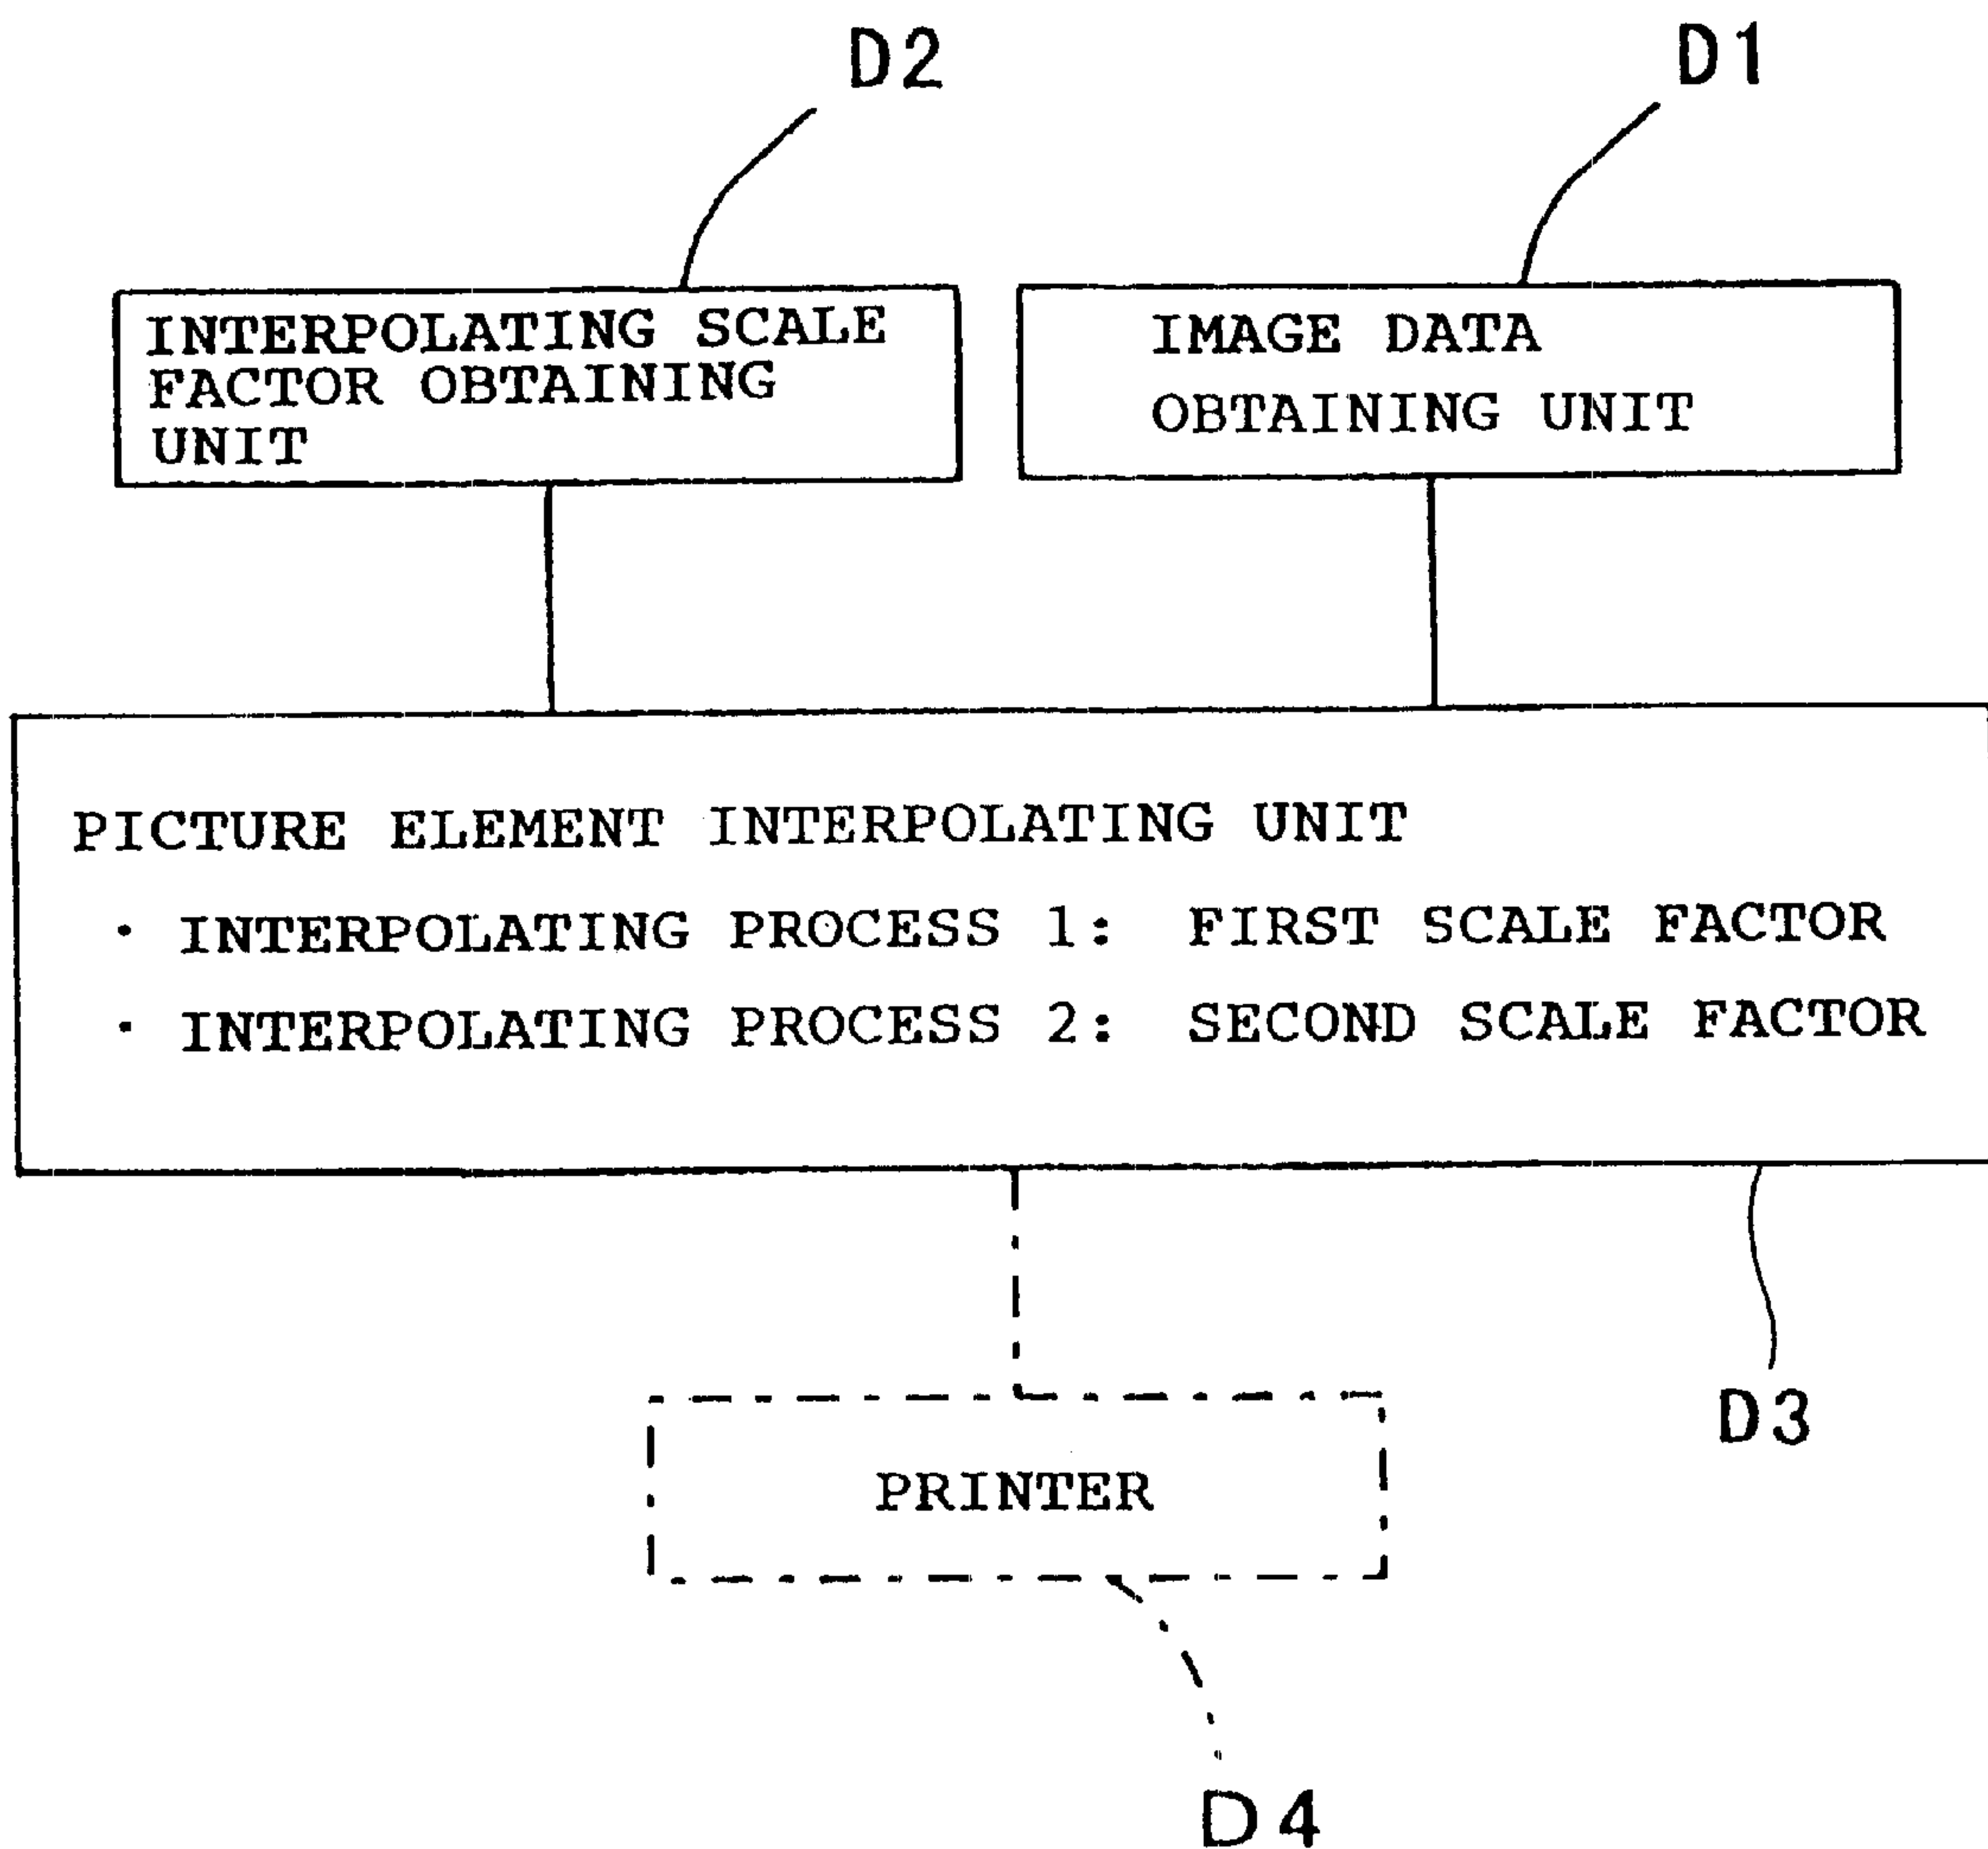 D2
D1
INTERPOLATING SCALE
FACTOR OBTAINING
UNIT
IMAGE DATA
OBTAINING UNIT
PICTURE ELEMENT INTERPOLATING UNIT
· INTERPOLATING PROCESS 1: FIRST SCALE FACTOR
· INTERPOLATING PROCESS 2: SECOND SCALE FACTOR
D3
PRINTER
D4